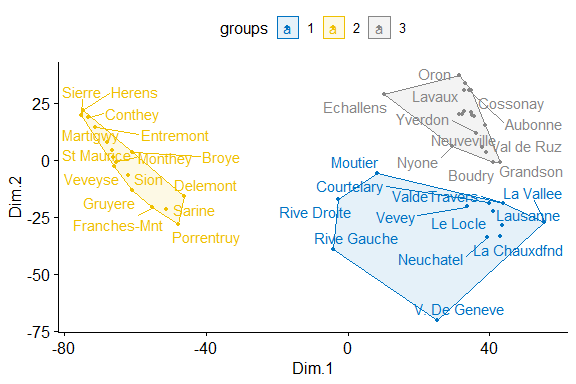 groups a 1 a 2 a 3
Dim.2
25
0
-25
-50
-75
-80
-40
0
40
Dim.1
Sierre
Herens
Conthey
Martigwy
Entremont
St Maurice
Monthey
Broye
Veveyse
Sion
Delemont
Gruyere
Sarine
Franches-Mnt
Porrentruy
Oron
Lavaux
Echallens
Cossonay
Yverdon
Aubonne
Neuveville
Val de Ruz
Nyone
Boudry
Grandson
Moutier
Courtelary
ValdeTravers
La Vallee
Rive Droite
Vevey
Lausanne
Le Locle
Rive Gauche
La Chauxdfnd
Neuchatel
V. De Geneve